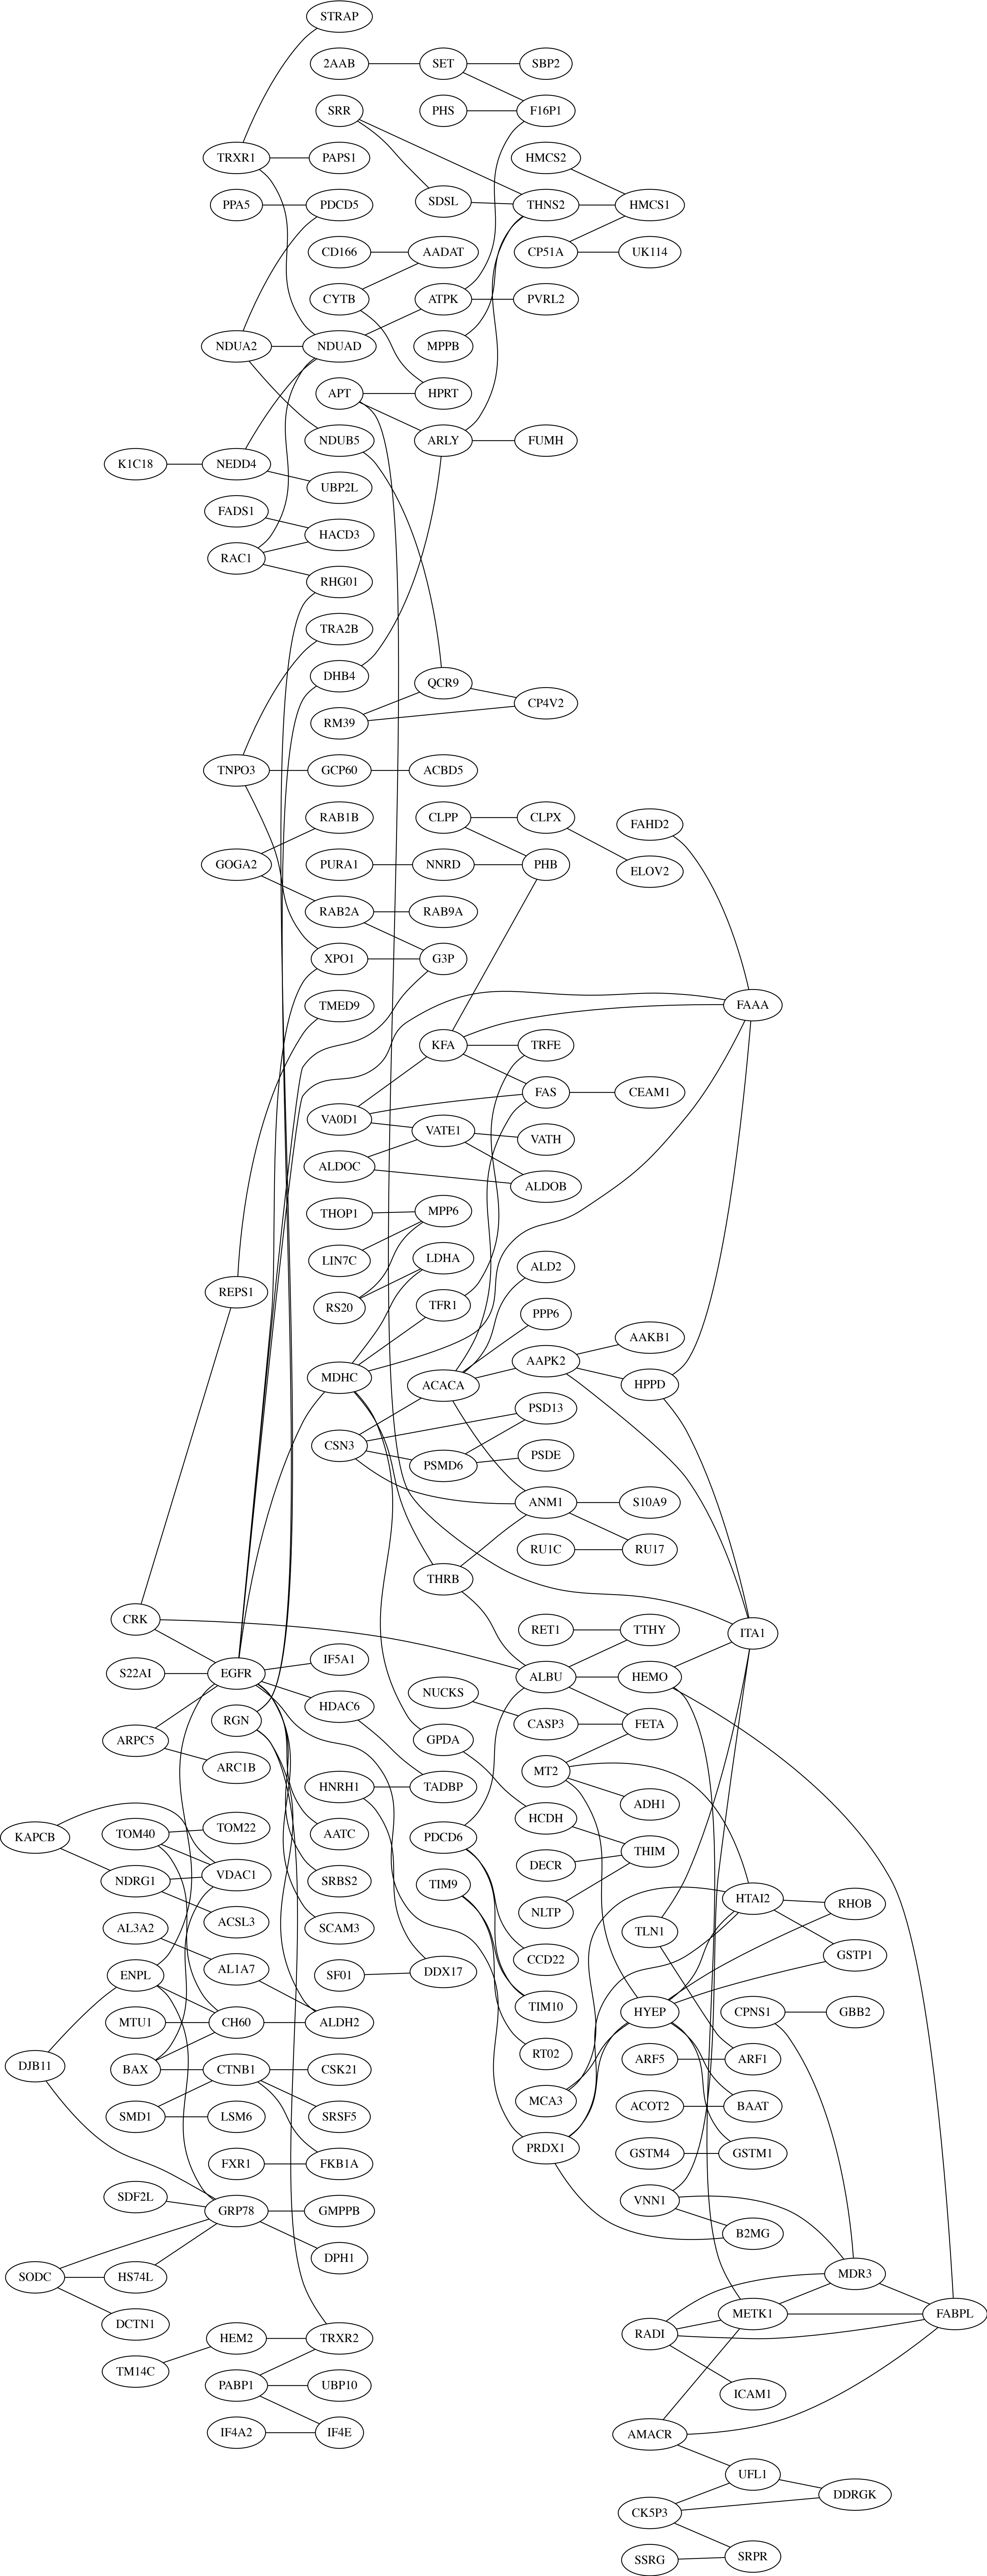 STRAP
2AAB
SET
SBP2
SRR
PHS
F16P1
TRXR1
PAPS1
HMCS2
PPA5
PDCD5
SDSL
THNS2
HMCS1
CD166
AADAT
CP51A
UK114
CYTB
ATPK
PVRL2
NDUA2
NDUAD
MPPB
APT
HPRT
NDUB5
ARLY
FUMH
K1C18
NEDD4
UBP2L
FADS1
HACD3
RAC1
RHG01
TRA2B
DHB4
QCR9
CP4V2
RM39
TNPO3
GCP60
ACBD5
RAB1B
CLPP
CLPX
FAHD2
GOGA2
PURA1
NNRD
PHB
ELOV2
RAB2A
RAB9A
XPO1
G3P
TMED9
FAAA
KFA
TRFE
FAS
CEAM1
VA0D1
VATE1
VATH
ALDOC
ALDOB
THOP1
MPP6
LIN7C
LDHA
ALD2
REPS1
RS20
TFR1
PPP6
AAKB1
MDHC
ACACA
AAPK2
HPPD
PSD13
CSN3
PSMD6
PSDE
ANM1
S10A9
RU1C
RU17
THRB
CRK
RET1
TTHY
ITA1
S22AI
EGFR
IF5A1
ALBU
HEMO
HDAC6
NUCKS
RGN
CASP3
FETA
ARPC5
GPDA
ARC1B
MT2
HNRH1
TADBP
ADH1
KAPCB
TOM40
TOM22
AATC
PDCD6
HCDH
THIM
DECR
NDRG1
VDAC1
SRBS2
TIM9
HTAI2
RHOB
ACSL3
NLTP
AL3A2
SCAM3
TLN1
CCD22
GSTP1
ENPL
AL1A7
SF01
DDX17
TIM10
MTU1
CH60
ALDH2
HYEP
CPNS1
GBB2
RT02
DJB11
BAX
CTNB1
CSK21
ARF5
ARF1
MCA3
ACOT2
BAAT
SMD1
LSM6
SRSF5
PRDX1
GSTM4
GSTM1
FXR1
FKB1A
SDF2L
VNN1
GRP78
GMPPB
B2MG
DPH1
SODC
HS74L
MDR3
DCTN1
METK1
FABPL
HEM2
TRXR2
RADI
TM14C
PABP1
UBP10
ICAM1
IF4A2
IF4E
AMACR
UFL1
DDRGK
CK5P3
SSRG
SRPR